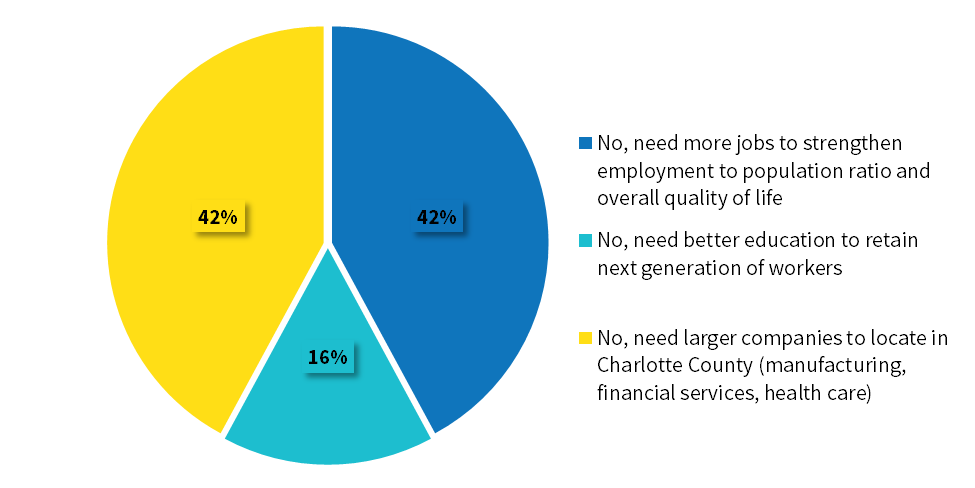 42%
42%
16%
No, need more jobs to strengthen
employment to population ratio and
overall quality of life
No, need better education to retain
next generation of workers
No, need larger companies to locate in
Charlotte County (manufacturing,
financial services, health care)